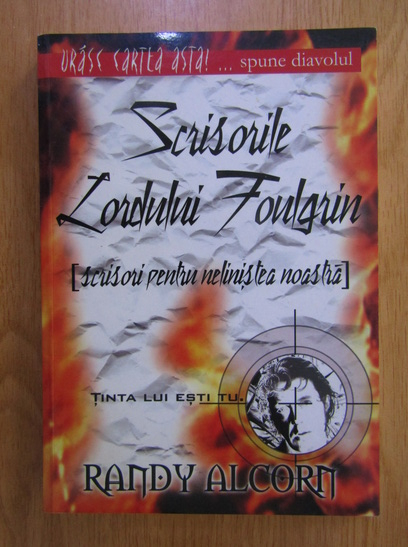 URĂSC CARTEA ASTA! ... spune diavolul
Scrisorile
Lordului Foulgrin
[scrisori pentru neliniștea noastră]
ȚINTA LUI EȘTI TU.
RANDY ALCORN